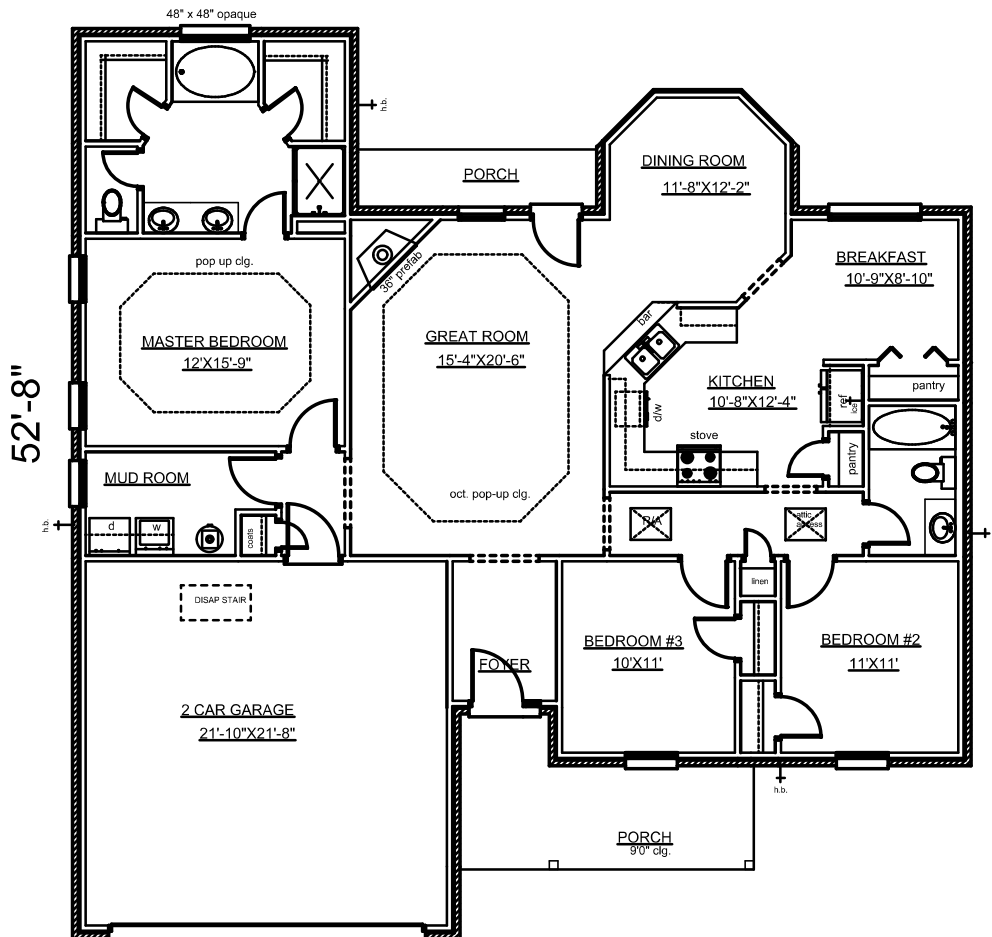 48" x 48" opaque
h.b.
PORCH
DINING ROOM
11'-8"X12'-2"
pop up clg.
36" prefab
BREAKFAST
10'-9"X8'-10"
MASTER BEDROOM
12'X15'-9"
GREAT ROOM
15'-4"X20'-6"
bar
52'-8"
KITCHEN
10'-8"X12'-4"
d/w
ref
ice
pantry
stove
pantry
MUD ROOM
oct. pop-up clg.
h.b.
d
w
coats
R/A
attic
access
h.b.
linen
DISAP STAIR
FOYER
BEDROOM #3
10'X11'
BEDROOM #2
11'X11'
2 CAR GARAGE
21'-10"X21'-8"
h.b.
PORCH
9'0" clg.